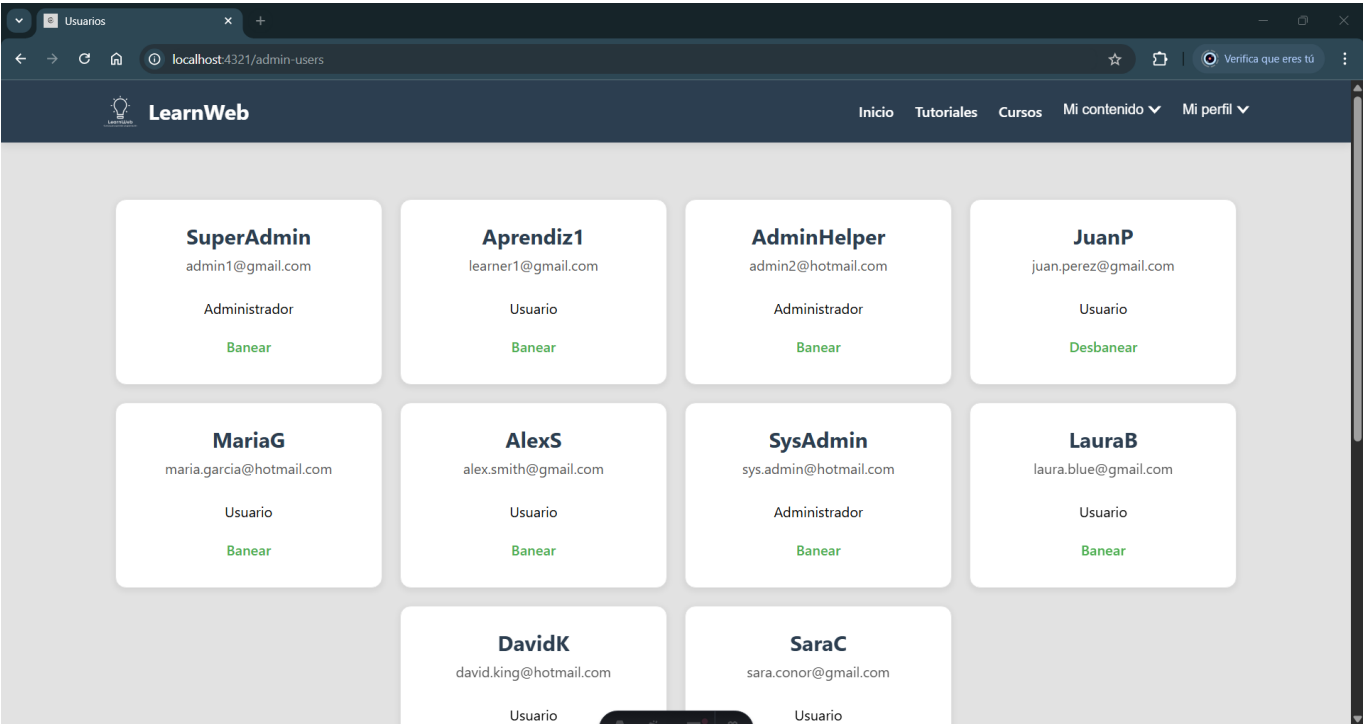 Usuarios
localhost:4321/admin-users
Verifica que eres tú
LearnWeb
LearnWeb
Inicio
Tutoriales
Cursos
Mi contenido
Mi perfil
SuperAdmin
admin1@gmail.com
Administrador
Banear
Aprendiz1
learner1@gmail.com
Usuario
Banear
AdminHelper
admin2@hotmail.com
Administrador
Banear
JuanP
juan.perez@gmail.com
Usuario
Desbanear
MariaG
maria.garcia@hotmail.com
Usuario
Banear
AlexS
alex.smith@gmail.com
Usuario
Banear
SysAdmin
sys.admin@hotmail.com
Administrador
Banear
LauraB
laura.blue@gmail.com
Usuario
Banear
DavidK
david.king@hotmail.com
Usuario
SaraC
sara.conor@gmail.com
Usuario